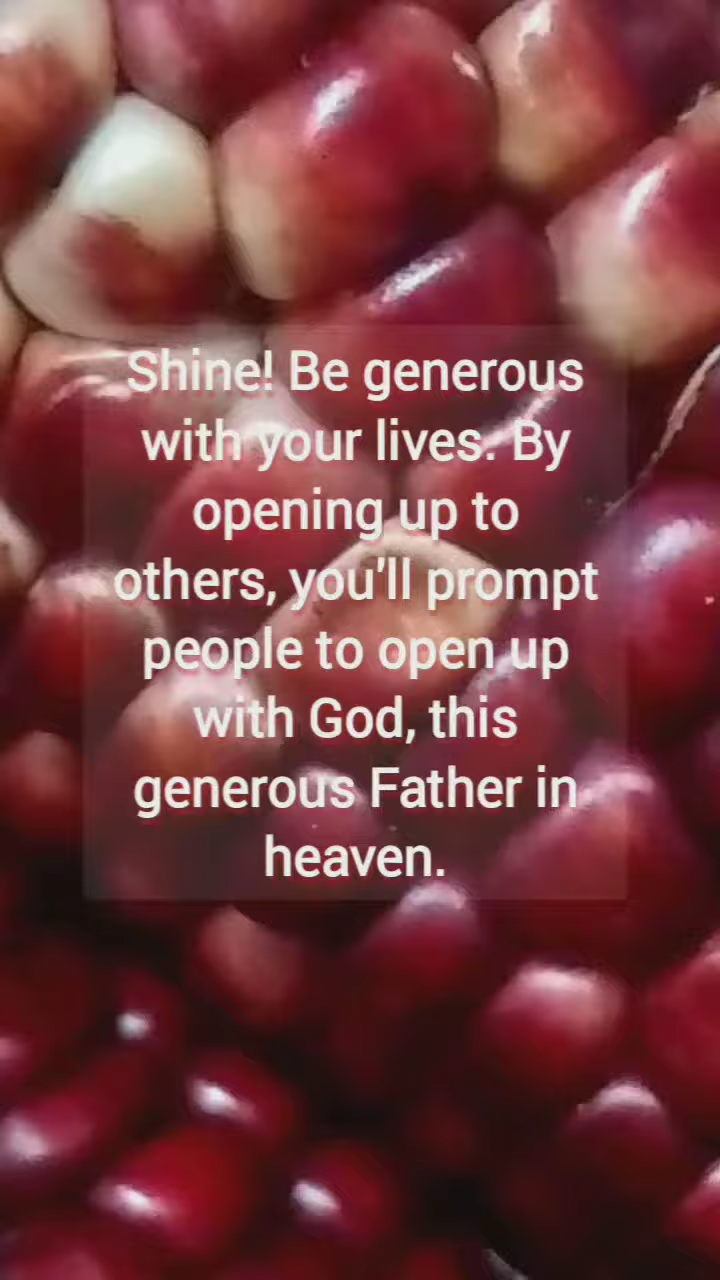 Shine! Be generous
with your lives. By
opening up to
others, you'll prompt
people to open up
with God, this
generous Father in
heaven.